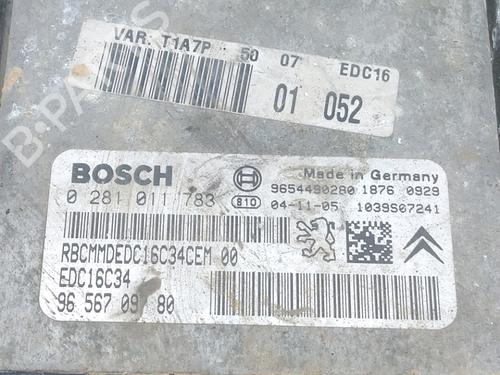 VAR. T1A7P 50 07 EDC16
01 052
B-PARTS
BOSCH
Made in Germany
0 281 011 783
810
9654490280 1876 0929
04-11-05 1039S07241
RBCMMDEDC16C34CEM 00
EDC16C34
96 567 09 80